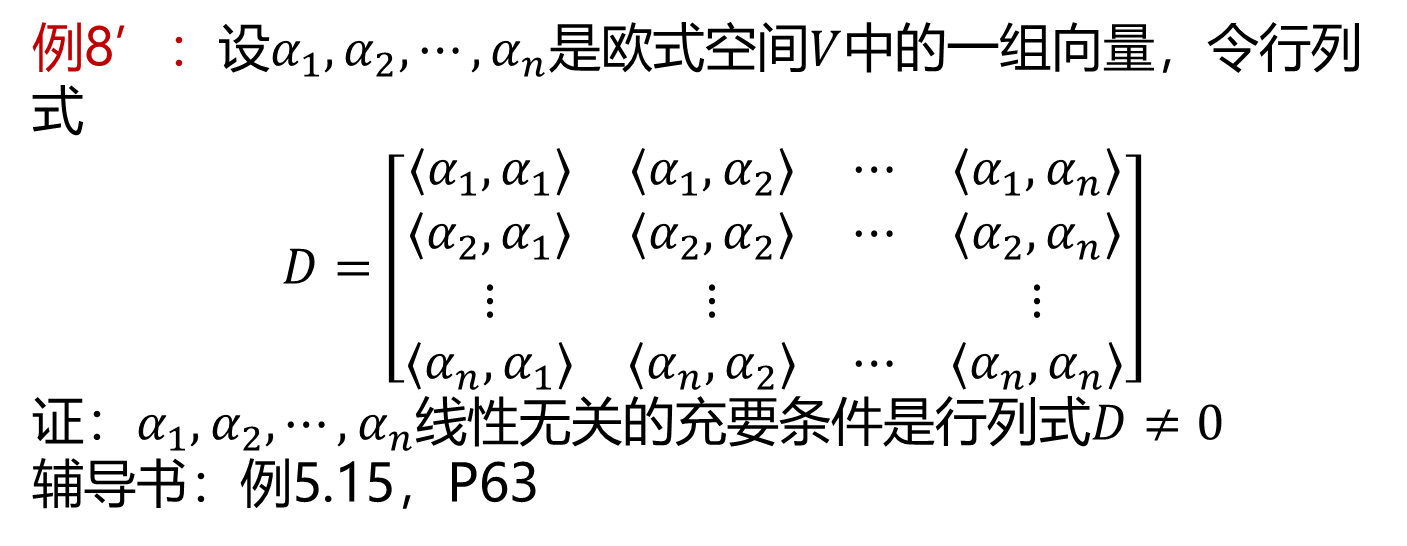 例8′ ：设α₁, α₂, ⋯ , αₙ是欧式空间V中的一组向量，令行列
式
D = [⟨α₁, α₁⟩ ⟨α₁, α₂⟩ ⋯ ⟨α₁, αₙ⟩
⟨α₂, α₁⟩ ⟨α₂, α₂⟩ ⋯ ⟨α₂, αₙ⟩
⋮ ⋮ ⋮
⟨αₙ, α₁⟩ ⟨αₙ, α₂⟩ ⋯ ⟨αₙ, αₙ⟩]
证：α₁, α₂, ⋯ , αₙ线性无关的充要条件是行列式D ≠ 0
辅导书：例5.15，P63